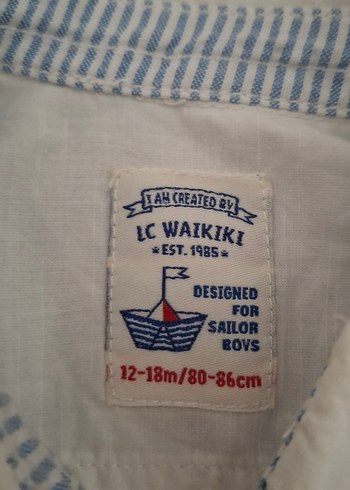 I AM CREATED BY
LC WAIKIKI
*EST. 1985*
DESIGNED
FOR
SAILOR
BOYS
12-18m/80-86cm